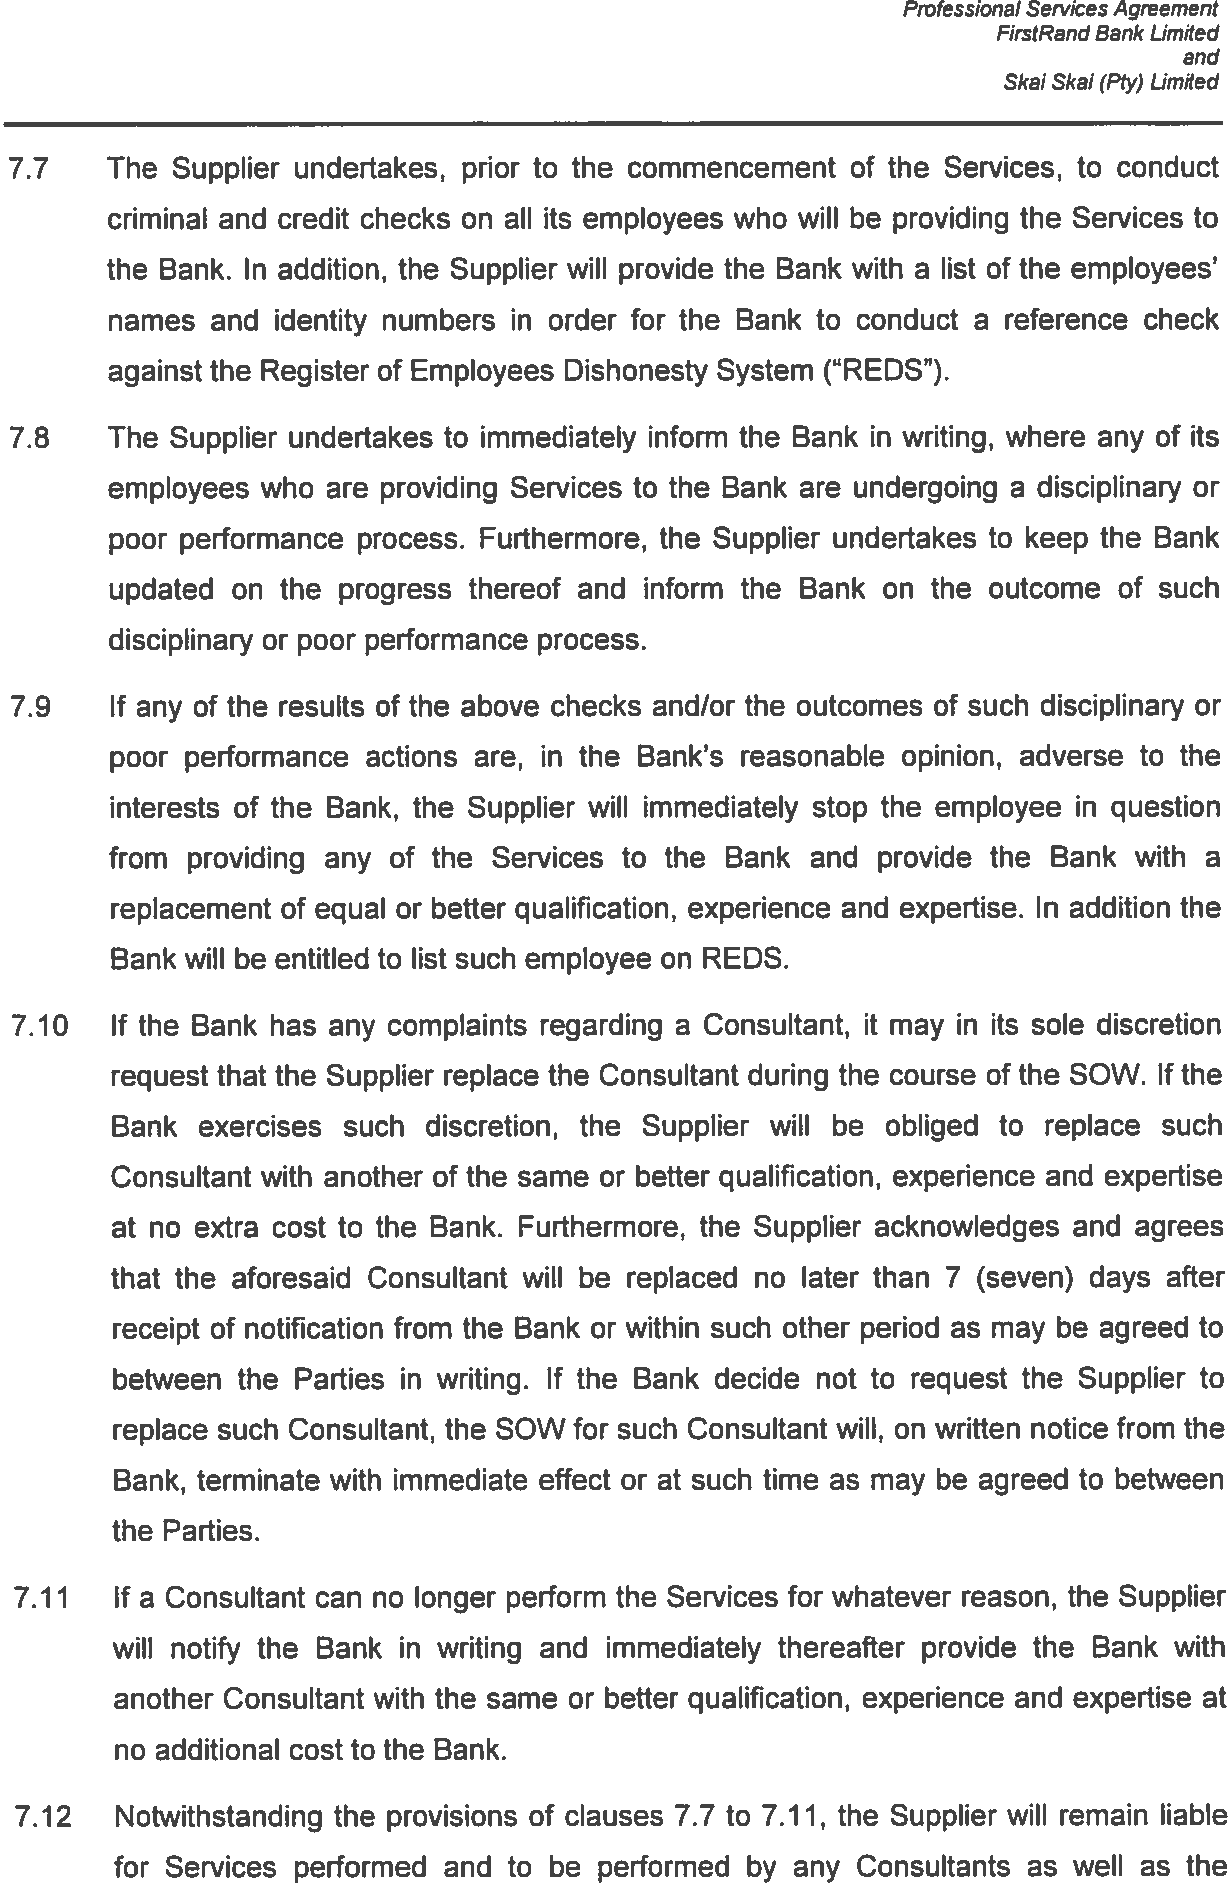 Professional Services Agreement
FirstRand Bank Limited
and
Skai Skai (Pty) Limited
7.7 The Supplier undertakes, prior to the commencement of the Services, to conduct
criminal and credit checks on all its employees who will be providing the Services to
the Bank. In addition, the Supplier will provide the Bank with a list of the employees'
names and identity numbers in order for the Bank to conduct a reference check
against the Register of Employees Dishonesty System ("REDS").
7.8 The Supplier undertakes to immediately inform the Bank in writing, where any of its
employees who are providing Services to the Bank are undergoing a disciplinary or
poor performance process. Furthermore, the Supplier undertakes to keep the Bank
updated on the progress thereof and inform the Bank on the outcome of such
disciplinary or poor performance process.
7.9 If any of the results of the above checks and/or the outcomes of such disciplinary or
poor performance actions are, in the Bank's reasonable opinion, adverse to the
interests of the Bank, the Supplier will immediately stop the employee in question
from providing any of the Services to the Bank and provide the Bank with a
replacement of equal or better qualification, experience and expertise. In addition the
Bank will be entitled to list such employee on REDS.
7.10 If the Bank has any complaints regarding a Consultant, it may in its sole discretion
request that the Supplier replace the Consultant during the course of the SOW. If the
Bank exercises such discretion, the Supplier will be obliged to replace such
Consultant with another of the same or better qualification, experience and expertise
at no extra cost to the Bank. Furthermore, the Supplier acknowledges and agrees
that the aforesaid Consultant will be replaced no later than 7 (seven) days after
receipt of notification from the Bank or within such other period as may be agreed to
between the Parties in writing. If the Bank decide not to request the Supplier to
replace such Consultant, the SOW for such Consultant will, on written notice from the
Bank, terminate with immediate effect or at such time as may be agreed to between
the Parties.
7.11 If a Consultant can no longer perform the Services for whatever reason, the Supplier
will notify the Bank in writing and immediately thereafter provide the Bank with
another Consultant with the same or better qualification, experience and expertise at
no additional cost to the Bank.
7.12 Notwithstanding the provisions of clauses 7.7 to 7.11, the Supplier will remain liable
for Services performed and to be performed by any Consultants as well as the